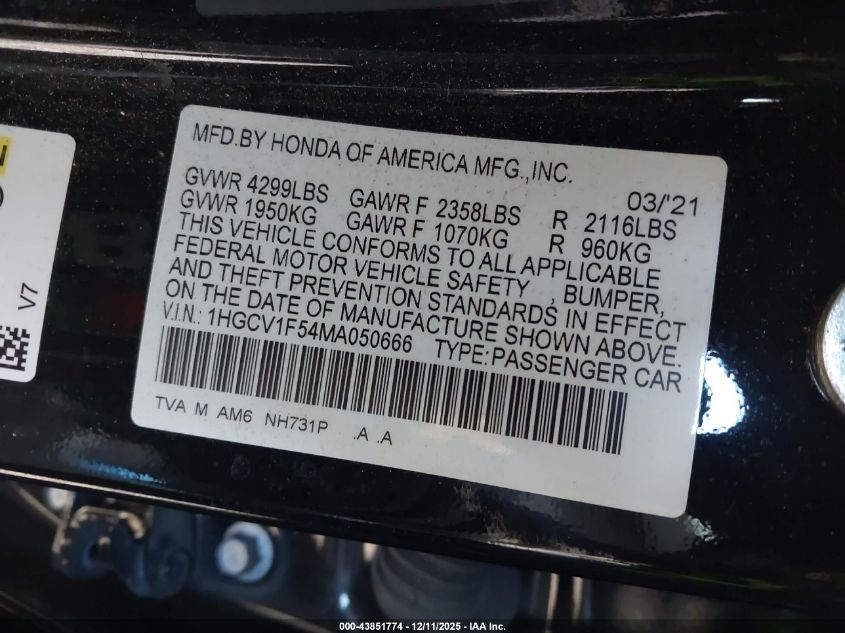 MFD.BY HONDA OF AMERICA MFG.,INC.
03/'21
GVWR 4299LBS GAWR F 2358LBS R 2116LBS
GVWR 1950KG GAWR F 1070KG R 960KG
THIS VEHICLE CONFORMS TO ALL APPLICABLE
FEDERAL MOTOR VEHICLE SAFETY , BUMPER,
AND THEFT PREVENTION STANDARDS IN EFFECT
ON THE DATE OF MANUFACTURE SHOWN ABOVE.
V.I.N.: 1HGCV1F54MA050666 TYPE:PASSENGER CAR
TVA M AM6 NH731P .A .A
V7
000-43851774 - 12/11/2025 - IAA Inc.